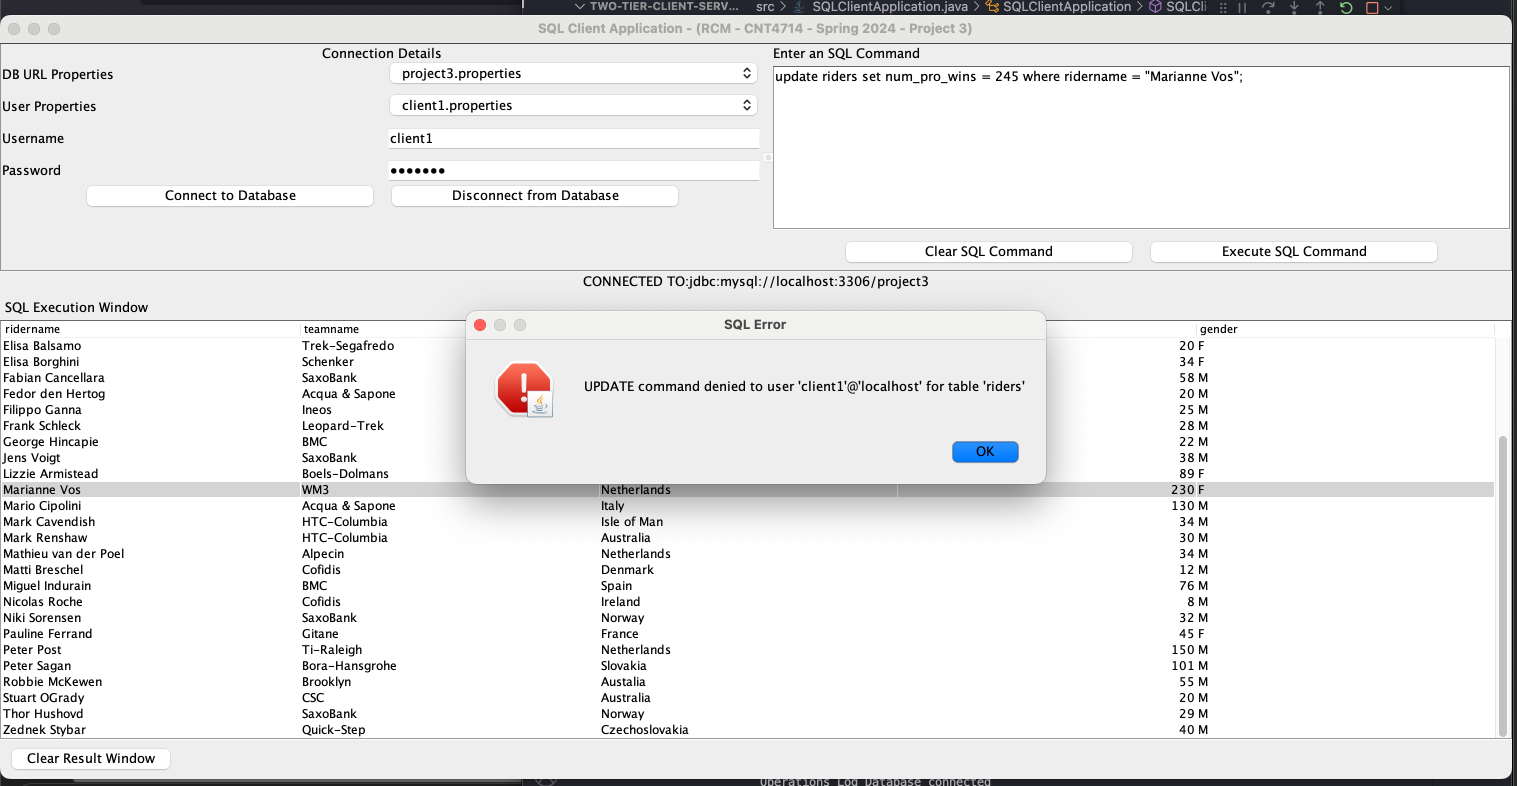 TWO-TIER-CLIENT-SERV... src > SQLClientApplication.java > SQLClientApplication > SQLCli
SQL Client Application - (RCM - CNT4714 - Spring 2024 - Project 3)
Connection Details
Enter an SQL Command
DB URL Properties
project3.properties
update riders set num_pro_wins = 245 where ridername = "Marianne Vos";
User Properties
client1.properties
Username
client1
Password
•••••••
Connect to Database
Disconnect from Database
Clear SQL Command
Execute SQL Command
CONNECTED TO:jdbc:mysql://localhost:3306/project3
SQL Execution Window
ridername teamname gender
SQL Error
UPDATE command denied to user 'client1'@'localhost' for table 'riders'
OK
Elisa Balsamo Trek-Segafredo 20 F
Elisa Borghini Schenker 34 F
Fabian Cancellara SaxoBank 58 M
Fedor den Hertog Acqua & Sapone 20 M
Filippo Ganna Ineos 25 M
Frank Schleck Leopard-Trek 28 M
George Hincapie BMC 22 M
Jens Voigt SaxoBank 38 M
Lizzie Armistead Boels-Dolmans 89 F
Marianne Vos WM3 Netherlands 230 F
Mario Cipolini Acqua & Sapone Italy 130 M
Mark Cavendish HTC-Columbia Isle of Man 34 M
Mark Renshaw HTC-Columbia Australia 30 M
Mathieu van der Poel Alpecin Netherlands 34 M
Matti Breschel Cofidis Denmark 12 M
Miguel Indurain BMC Spain 76 M
Nicolas Roche Cofidis Ireland 8 M
Niki Sorensen SaxoBank Norway 32 M
Pauline Ferrand Gitane France 45 F
Peter Post Ti-Raleigh Netherlands 150 M
Peter Sagan Bora-Hansgrohe Slovakia 101 M
Robbie McKewen Brooklyn Austalia 55 M
Stuart OGrady CSC Australia 20 M
Thor Hushovd SaxoBank Norway 29 M
Zednek Stybar Quick-Step Czechoslovakia 40 M
Clear Result Window
Operations Log Database connected